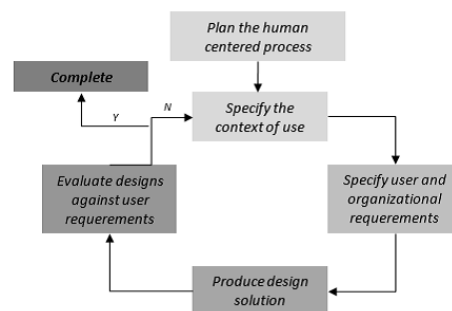 Plan the human
centered process
Complete
N
Y
Specify the
context of use
Evaluate designs
against user
requerements
Specify user and
organizational
requerements
Produce design
solution